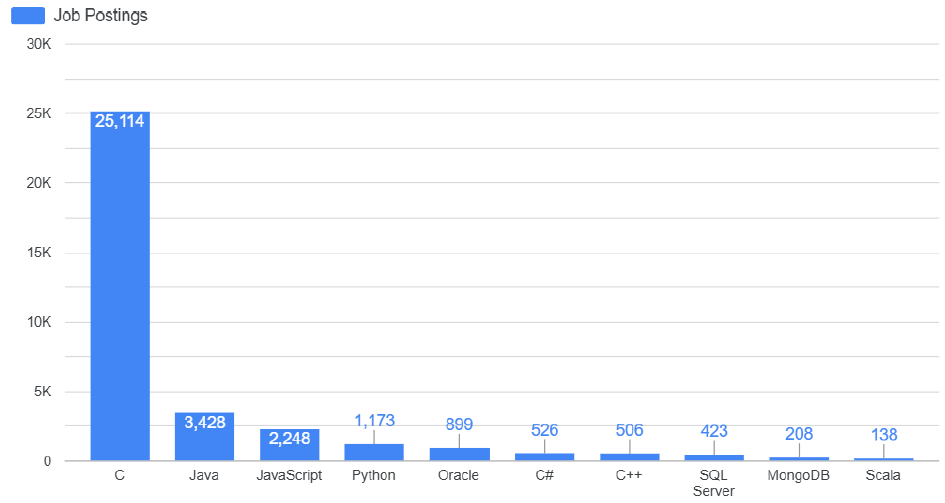 Job Postings
30K
25K
20K
15K
10K
5K
0
25,114
3,428
2,248
1,173
899
526
506
423
208
138
C
Java
JavaScript
Python
Oracle
C#
C++
SQL
Server
MongoDB
Scala